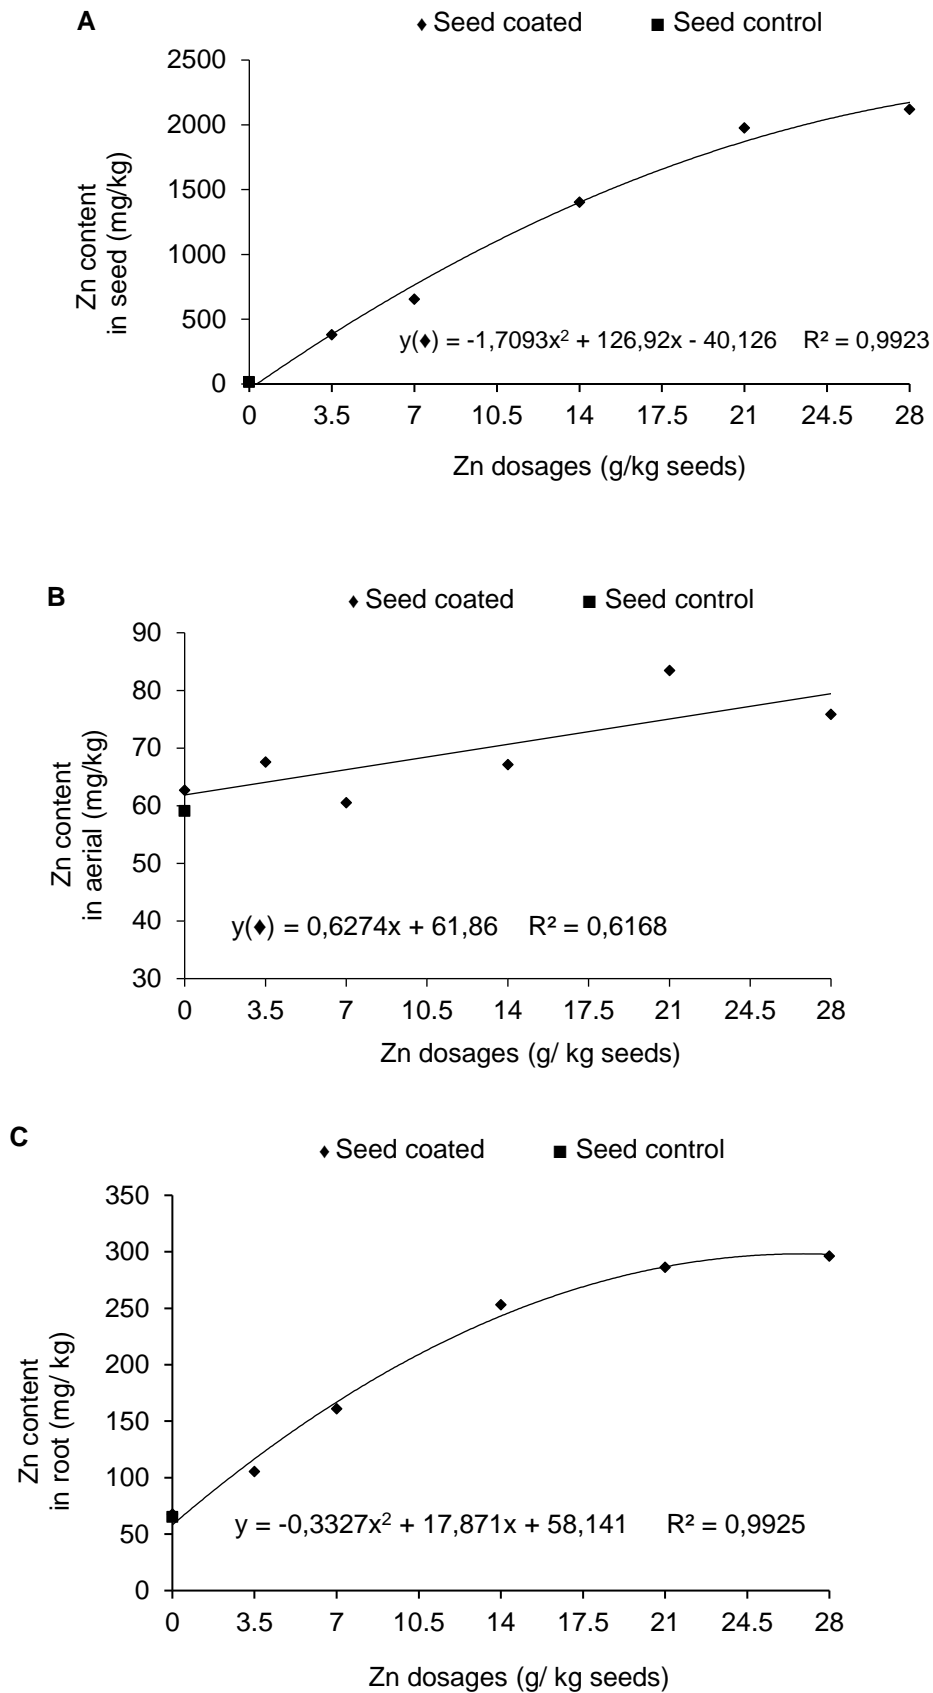 A
♦ Seed coated ■ Seed control
2500
2000
1500
1000
500
0
Zn content
in seed (mg/kg)
y(♦) = -1,7093x² + 126,92x - 40,126 R² = 0,9923
0 3.5 7 10.5 14 17.5 21 24.5 28
Zn dosages (g/kg seeds)
B
♦ Seed coated ■ Seed control
90
80
70
60
50
40
30
Zn content
in aerial (mg/kg)
y(♦) = 0,6274x + 61,86 R² = 0,6168
0 3.5 7 10.5 14 17.5 21 24.5 28
Zn dosages (g/ kg seeds)
C
♦ Seed coated ■ Seed control
350
300
250
200
150
100
50
0
Zn content
in root (mg/ kg)
y = -0,3327x² + 17,871x + 58,141 R² = 0,9925
0 3.5 7 10.5 14 17.5 21 24.5 28
Zn dosages (g/ kg seeds)